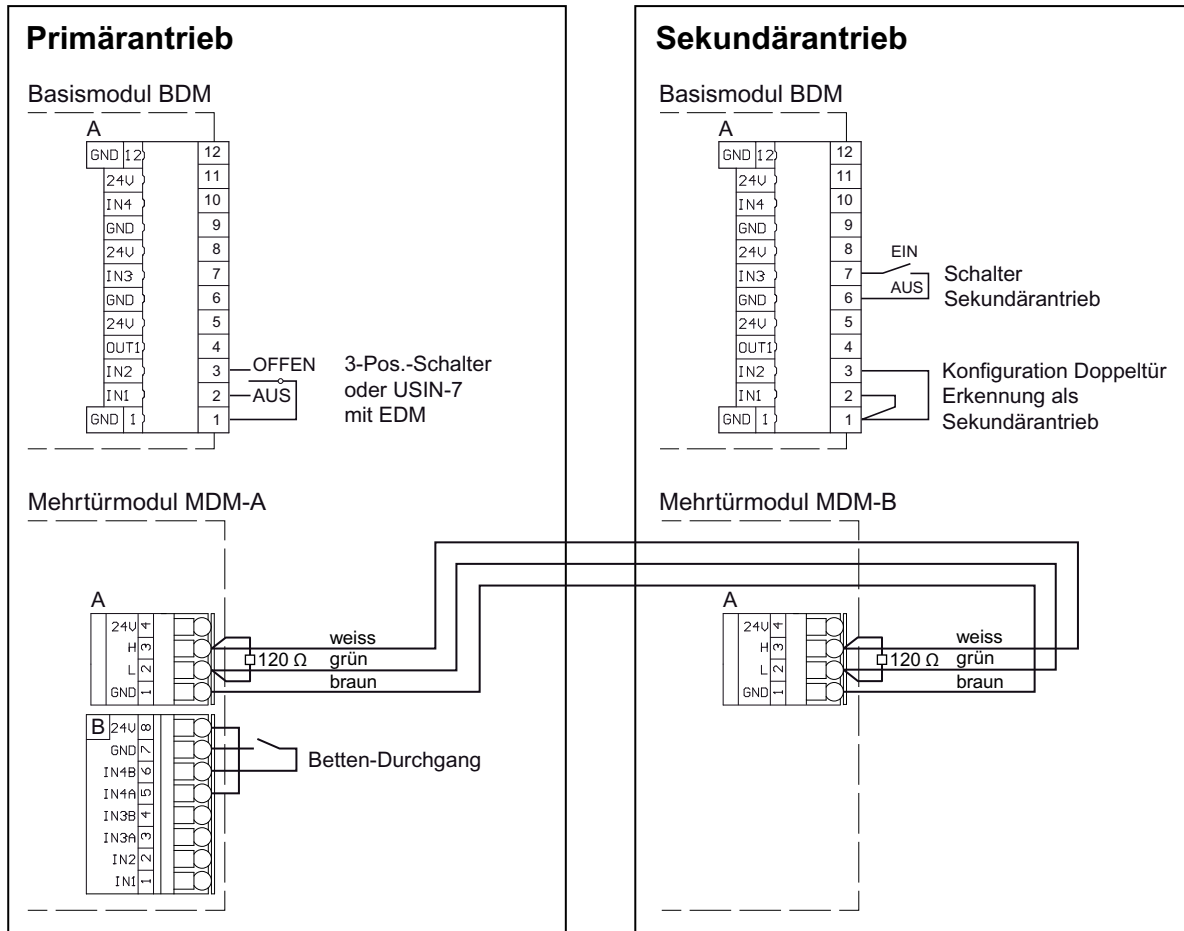 Primärantrieb
Basismodul BDM
A
GND 12 12
24V 11
IN4 10
GND 9
24V 8
IN3 7
GND 6
24V 5
OUT1 4
IN2 3 OFFEN
IN1 2 AUS
GND 1 1
3-Pos.-Schalter
oder USIN-7
mit EDM
Mehrtürmodul MDM-A
A
24V 4
H 3 weiss
L 2 120 Ω grün
GND 1 braun
B 24V 8
GND 7
IN4B 6
IN4A 5
IN3B 4
IN3A 3
IN2 2
IN1 1
Betten-Durchgang
Sekundärantrieb
Basismodul BDM
A
GND 12 12
24V 11
IN4 10
GND 9
24V 8
IN3 7
GND 6
24V 5
OUT1 4
IN2 3
IN1 2
GND 1 1
EIN
AUS
Schalter
Sekundärantrieb
Konfiguration Doppeltür
Erkennung als
Sekundärantrieb
Mehrtürmodul MDM-B
A
24V 4
H 3 weiss
L 2 120 Ω grün
GND 1 braun